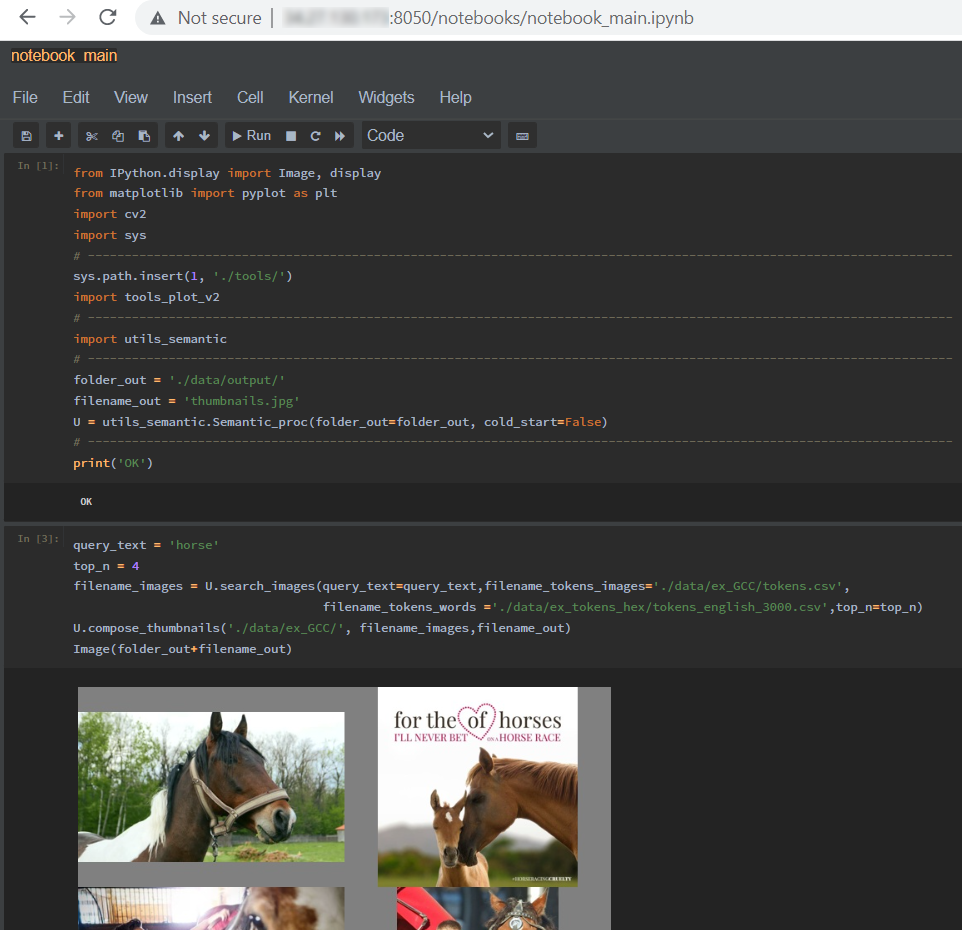 Not secure :8050/notebooks/notebook_main.ipynb
notebook_main
File Edit View Insert Cell Kernel Widgets Help
Run Code
In [1]:
from IPython.display import Image, display
from matplotlib import pyplot as plt
import cv2
import sys
# ------------------------------------------------------------------------------------------------------------------------
sys.path.insert(1, './tools/')
import tools_plot_v2
# ------------------------------------------------------------------------------------------------------------------------
import utils_semantic
# ------------------------------------------------------------------------------------------------------------------------
folder_out = './data/output/'
filename_out = 'thumbnails.jpg'
U = utils_semantic.Semantic_proc(folder_out=folder_out, cold_start=False)
# ------------------------------------------------------------------------------------------------------------------------
print('OK')
OK
In [3]:
query_text = 'horse'
top_n = 4
filename_images = U.search_images(query_text=query_text,filename_tokens_images='./data/ex_GCC/tokens.csv',
filename_tokens_words ='./data/ex_tokens_hex/tokens_english_3000.csv',top_n=top_n)
U.compose_thumbnails('./data/ex_GCC/', filename_images,filename_out)
Image(folder_out+filename_out)
for the of horses
I'LL NEVER BET ON A HORSE RACE
#HORSERACINGCRUELTY